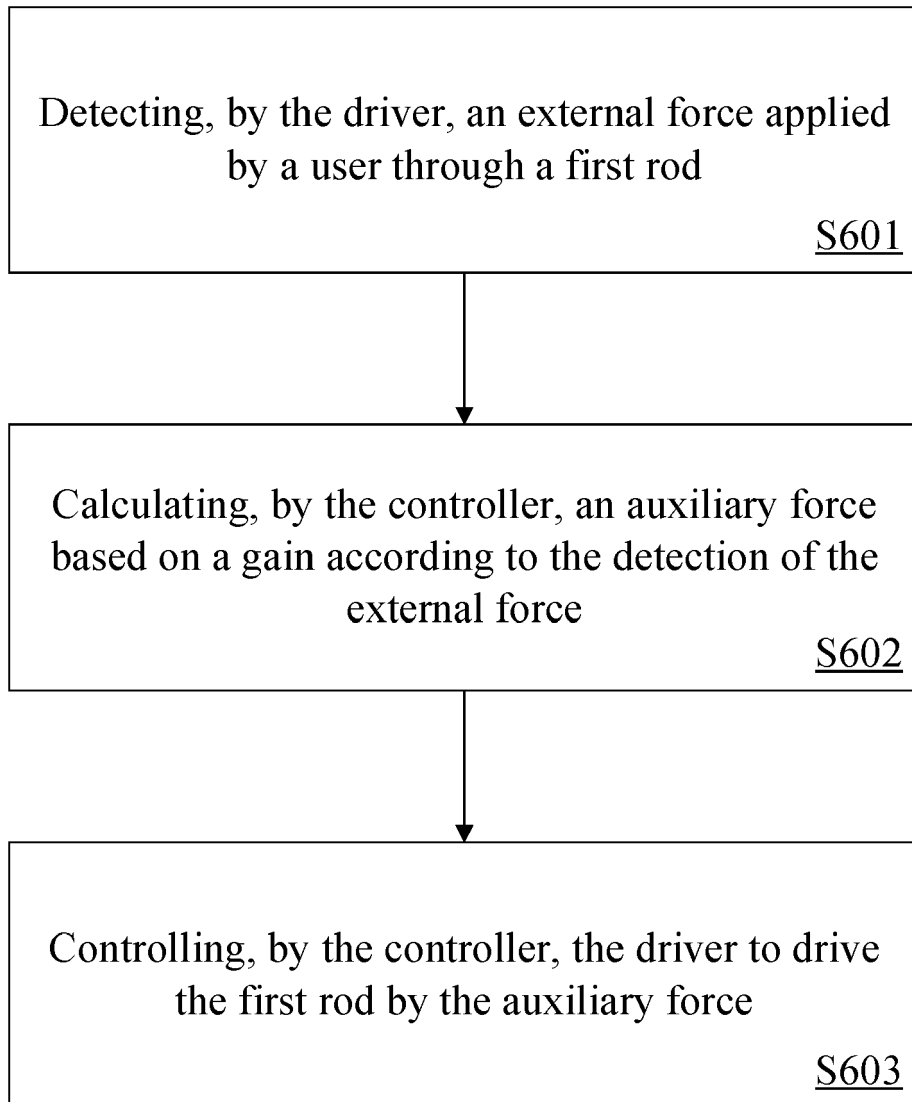 Detecting, by the driver, an external force applied
by a user through a first rod
S601
Calculating, by the controller, an auxiliary force
based on a gain according to the detection of the
external force
S602
Controlling, by the controller, the driver to drive
the first rod by the auxiliary force
S603